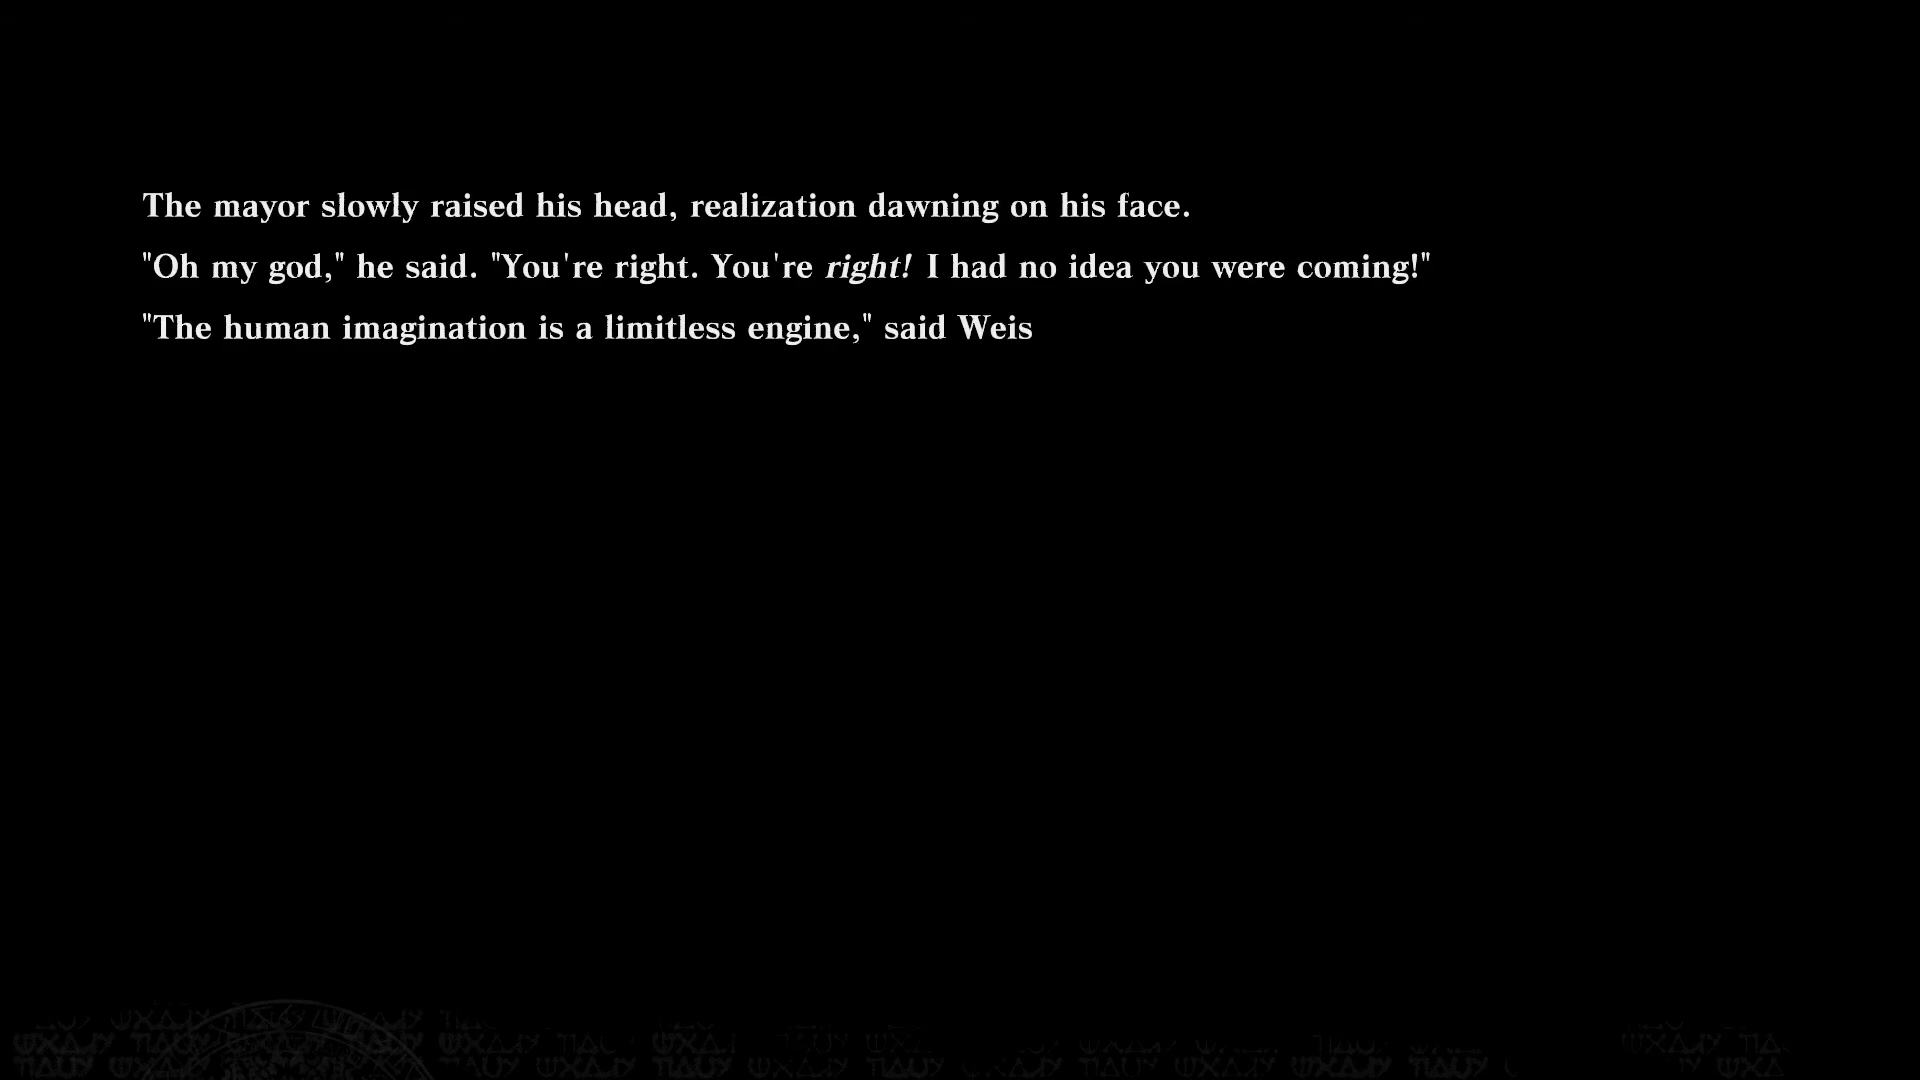 The mayor slowly raised his head, realization dawning on his face.
"Oh my god," he said. "You're right. You're right! I had no idea you were coming!"
"The human imagination is a limitless engine," said Weis